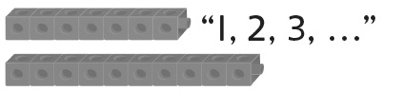 “1, 2, 3, ...”